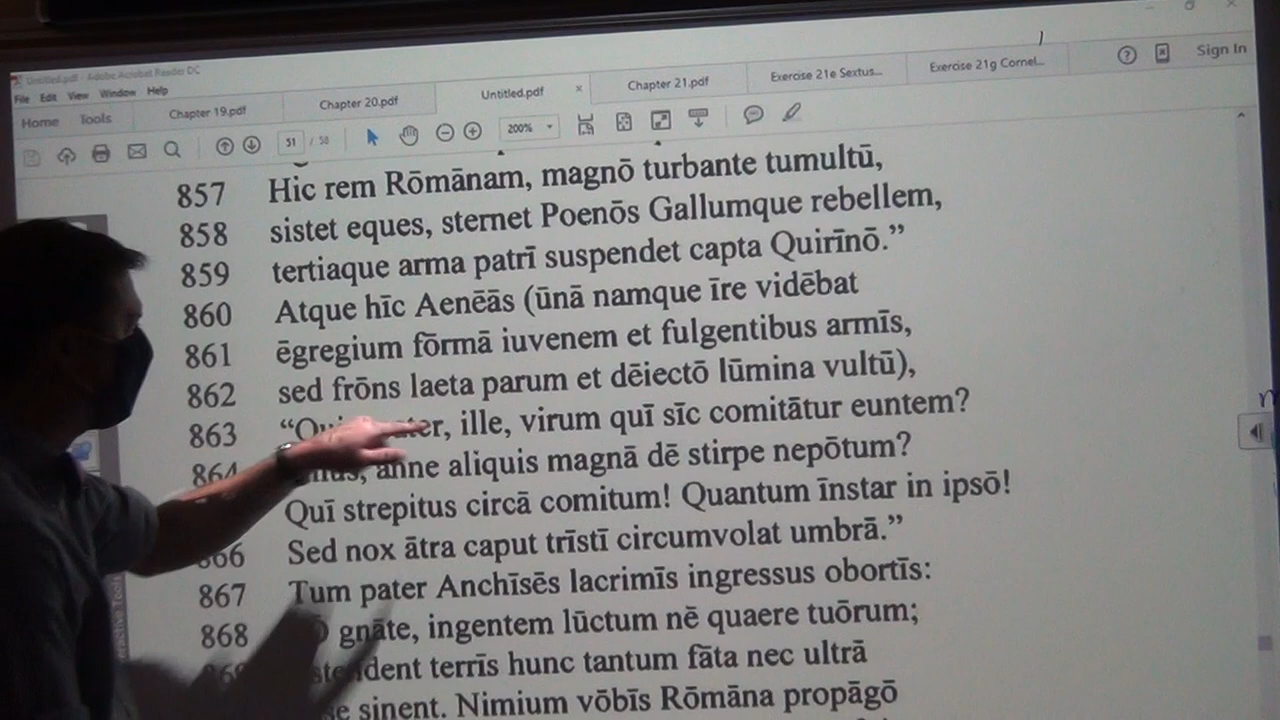 Untitled.pdf - Adobe Acrobat Reader DC
File Edit View Window Help
Home Tools Chapter 19.pdf Chapter 20.pdf Untitled.pdf × Chapter 21.pdf Exercise 21e Sextus... Exercise 21g Cornel... Sign In
51 / 58 200%
857 Hic rem Rōmānam, magnō turbante tumultū,
858 sistet eques, sternet Poenōs Gallumque rebellem,
859 tertiaque arma patrī suspendet capta Quirīnō.”
860 Atque hīc Aenēās (ūnā namque īre vidēbat
861 ēgregium fōrmā iuvenem et fulgentibus armīs,
862 sed frōns laeta parum et dēiectō lūmina vultū),
863 ille, virum quī sīc comitātur euntem?
864 anne aliquis magnā dē stirpe nepōtum?
Quī strepitus circā comitum! Quantum īnstar in ipsō!
866 Sed nox ātra caput trīstī circumvolat umbrā.”
867 Tum pater Anchīsēs lacrimīs ingressus obortīs:
868 gnāte, ingentem lūctum nē quaere tuōrum;
terrīs hunc tantum fāta nec ultrā
sinent. Nimium vōbīs Rōmāna propāgō